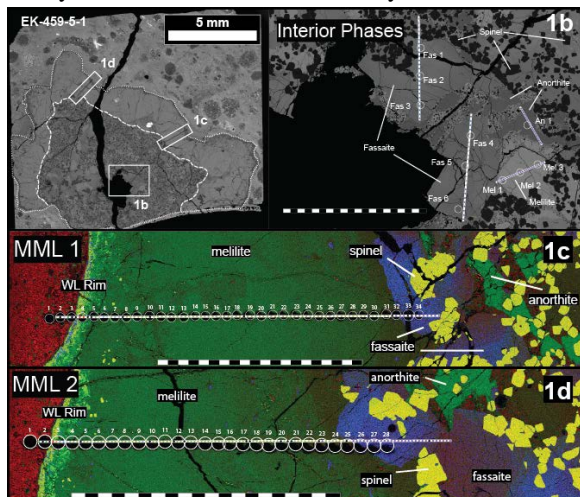 EK-459-5-1
5 mm
1d
1c
1b
Interior Phases
1b
Spinel
Fas 1
Fas 2
Anorthite
Fas 3
An 1
Fas 4
Fassaite
Fas 5
Mel 3
Mel 2
Mel 1
Fas 6
Melilite
MML 1
melilite
spinel
1c
WL Rim
anorthite
1 2 3 4 5 6 7 8 9 10 11 12 13 14 15 16 17 18 19 20 21 22 23 24 25 26 27 28 29 30 31 32 33 34
fassaite
MML 2
anorthite
1d
WL Rim
melilite
1 2 3 4 5 6 7 8 9 10 11 12 13 14 15 16 17 18 19 20 21 22 23 24 25 26 27 28
spinel
fassaite